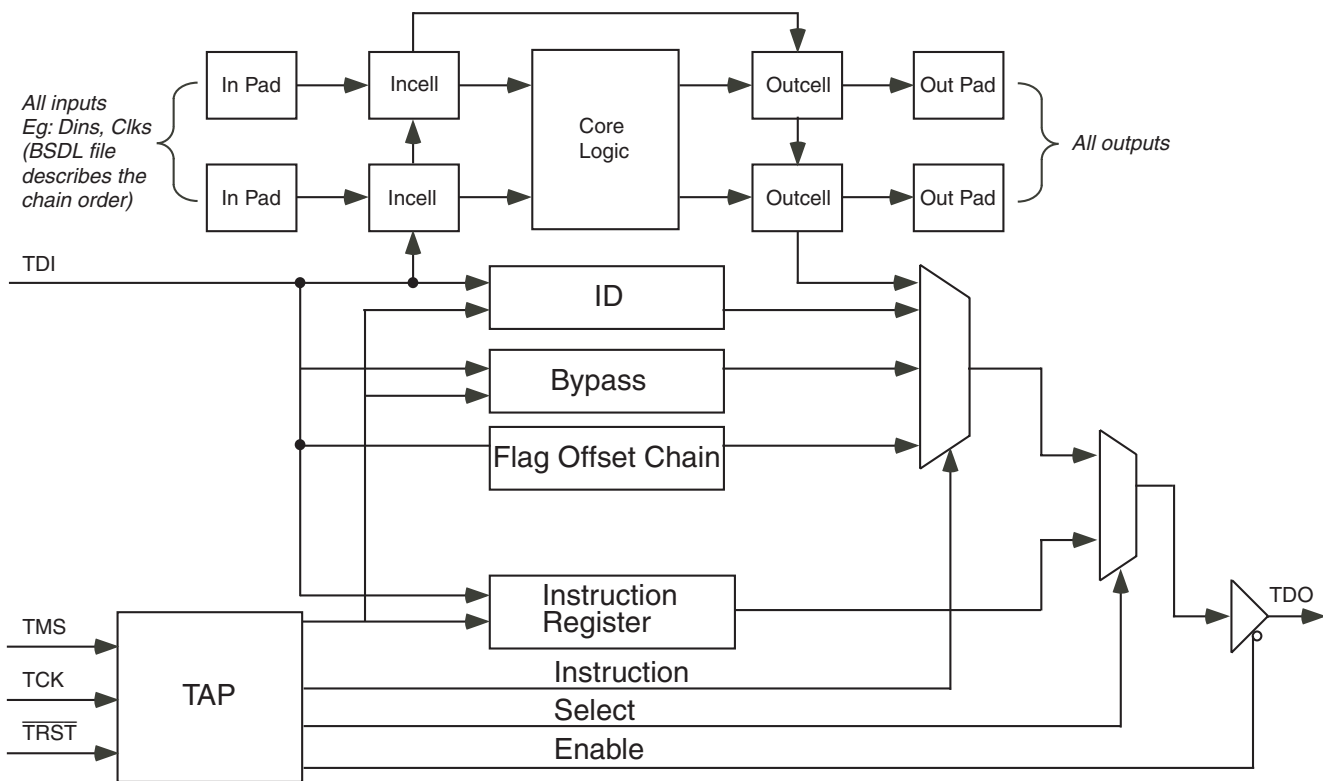 In Pad
Incell
Outcell
Out Pad
All inputs
Eg: Dins, Clks
(BSDL file
describes the
chain order)
Core
Logic
All outputs
In Pad
Incell
Outcell
Out Pad
TDI
ID
Bypass
Flag Offset Chain
Instruction
Register
TDO
TMS
TCK
TRST
TAP
Instruction
Select
Enable